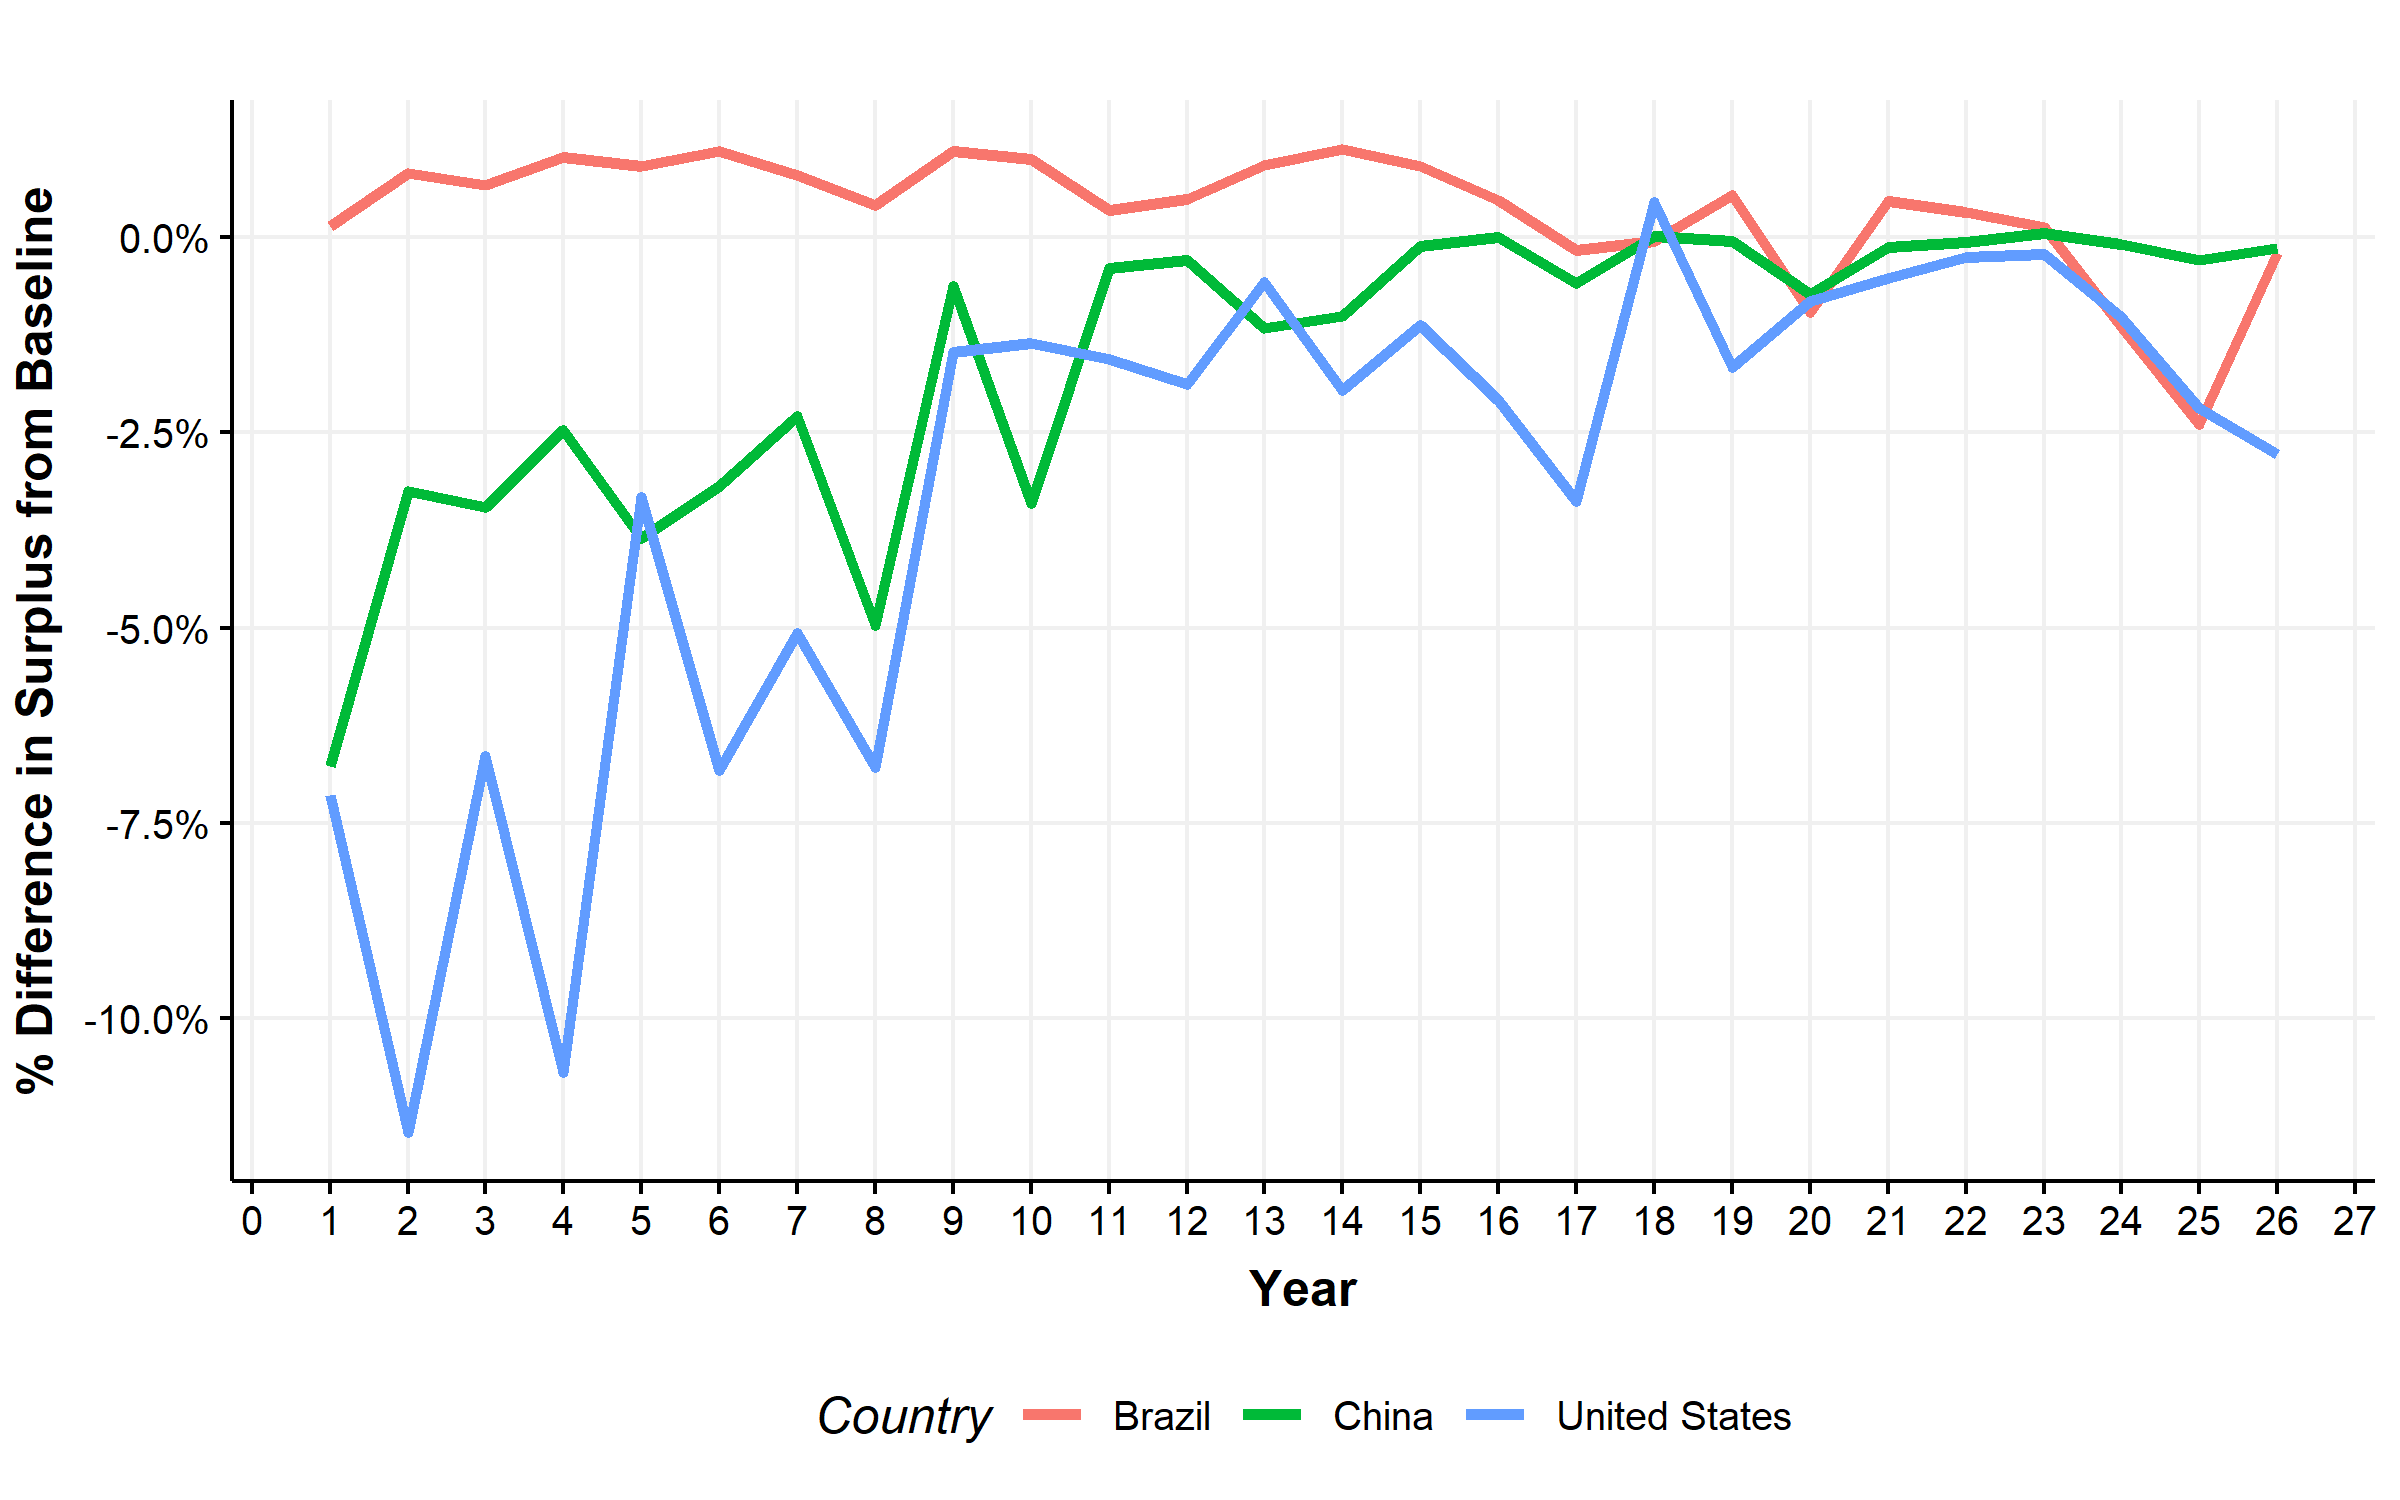 % Difference in Surplus from Baseline
0.0%
-2.5%
-5.0%
-7.5%
-10.0%
0 1 2 3 4 5 6 7 8 9 10 11 12 13 14 15 16 17 18 19 20 21 22 23 24 25 26 27
Year
Country Brazil China United States